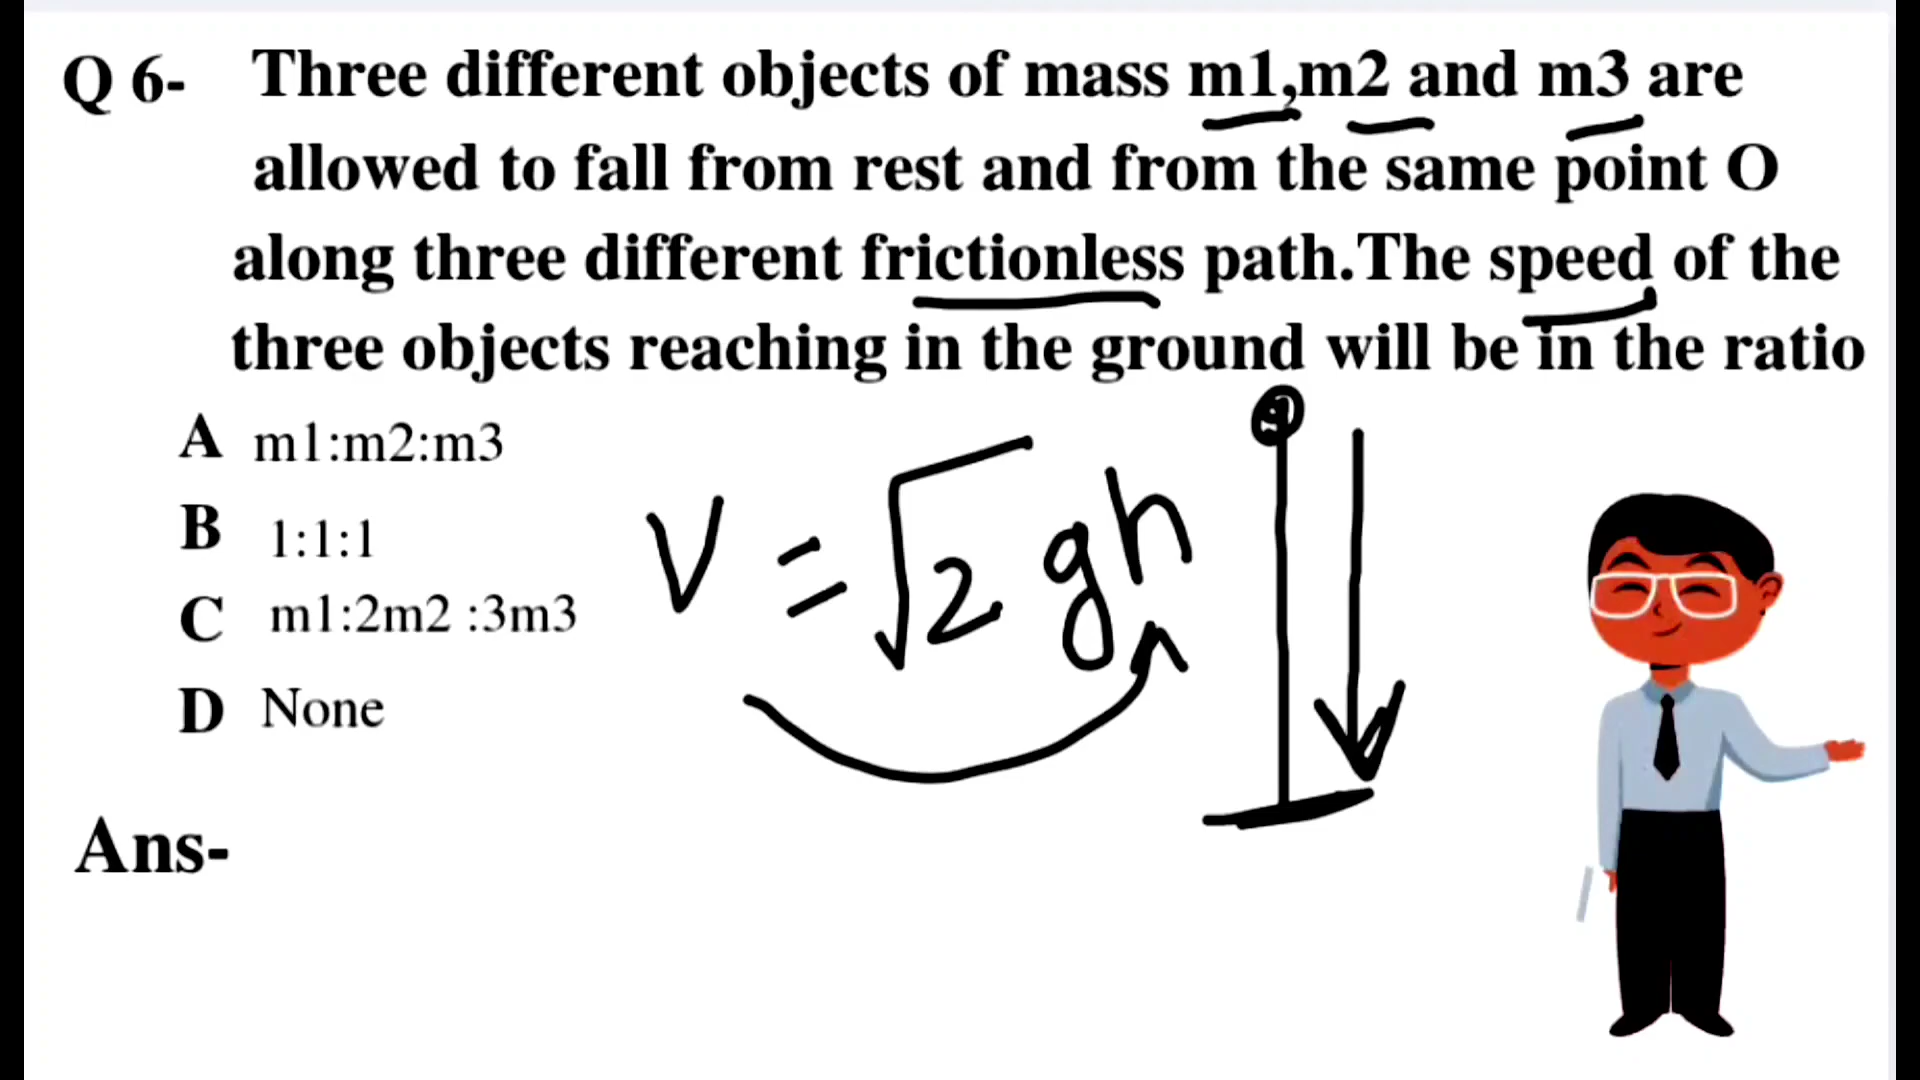 Q 6- Three different objects of mass m1,m2 and m3 are
allowed to fall from rest and from the same point O
along three different frictionless path.The speed of the
three objects reaching in the ground will be in the ratio
A m1:m2:m3
B 1:1:1
C m1:2m2 :3m3
D None
V = √2 gh
Ans-